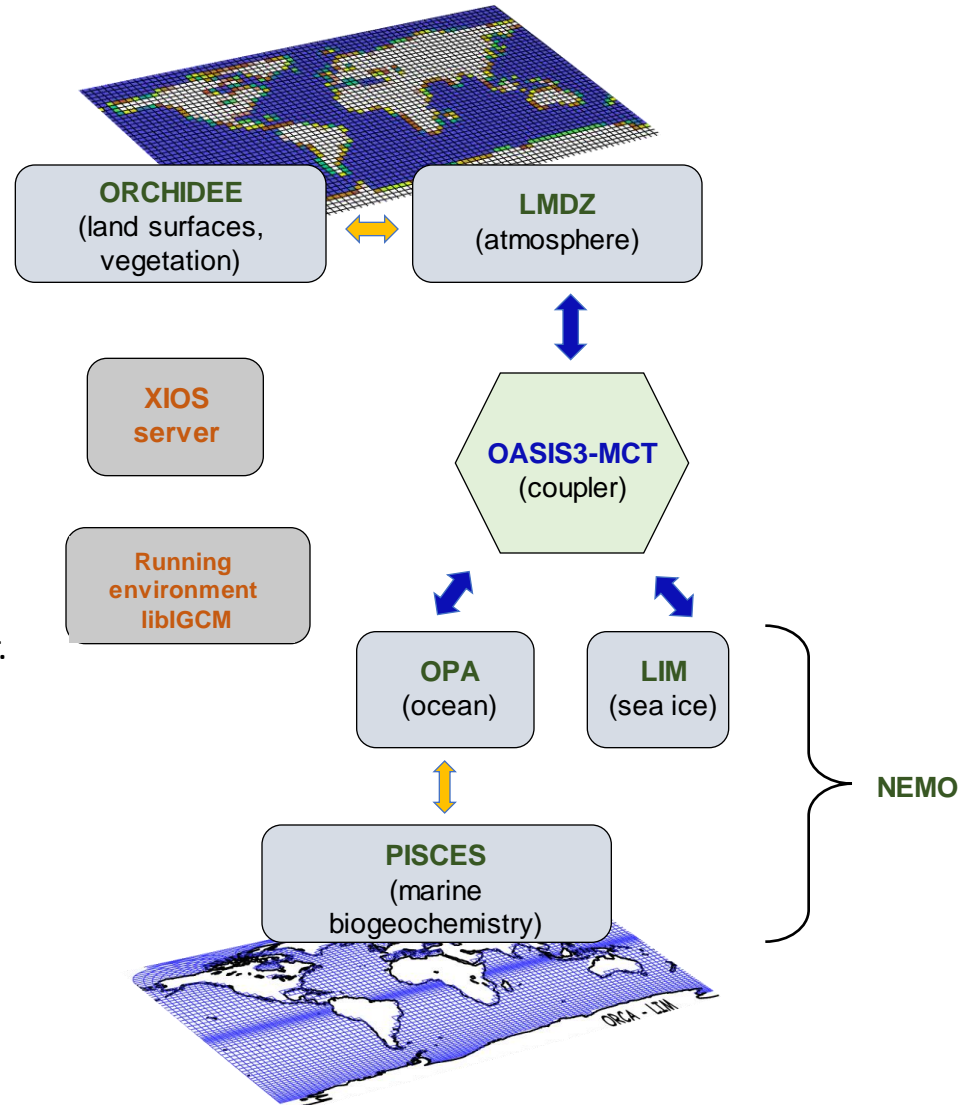 ORCHIDEE
(land surfaces,
vegetation)
LMDZ
(atmosphere)
XIOS
server
OASIS3-MCT
(coupler)
Running
environment
libIGCM
.
OPA
(ocean)
LIM
(sea ice)
NEMO
PISCES
(marine
biogeochemistry)
ORCA - LIM